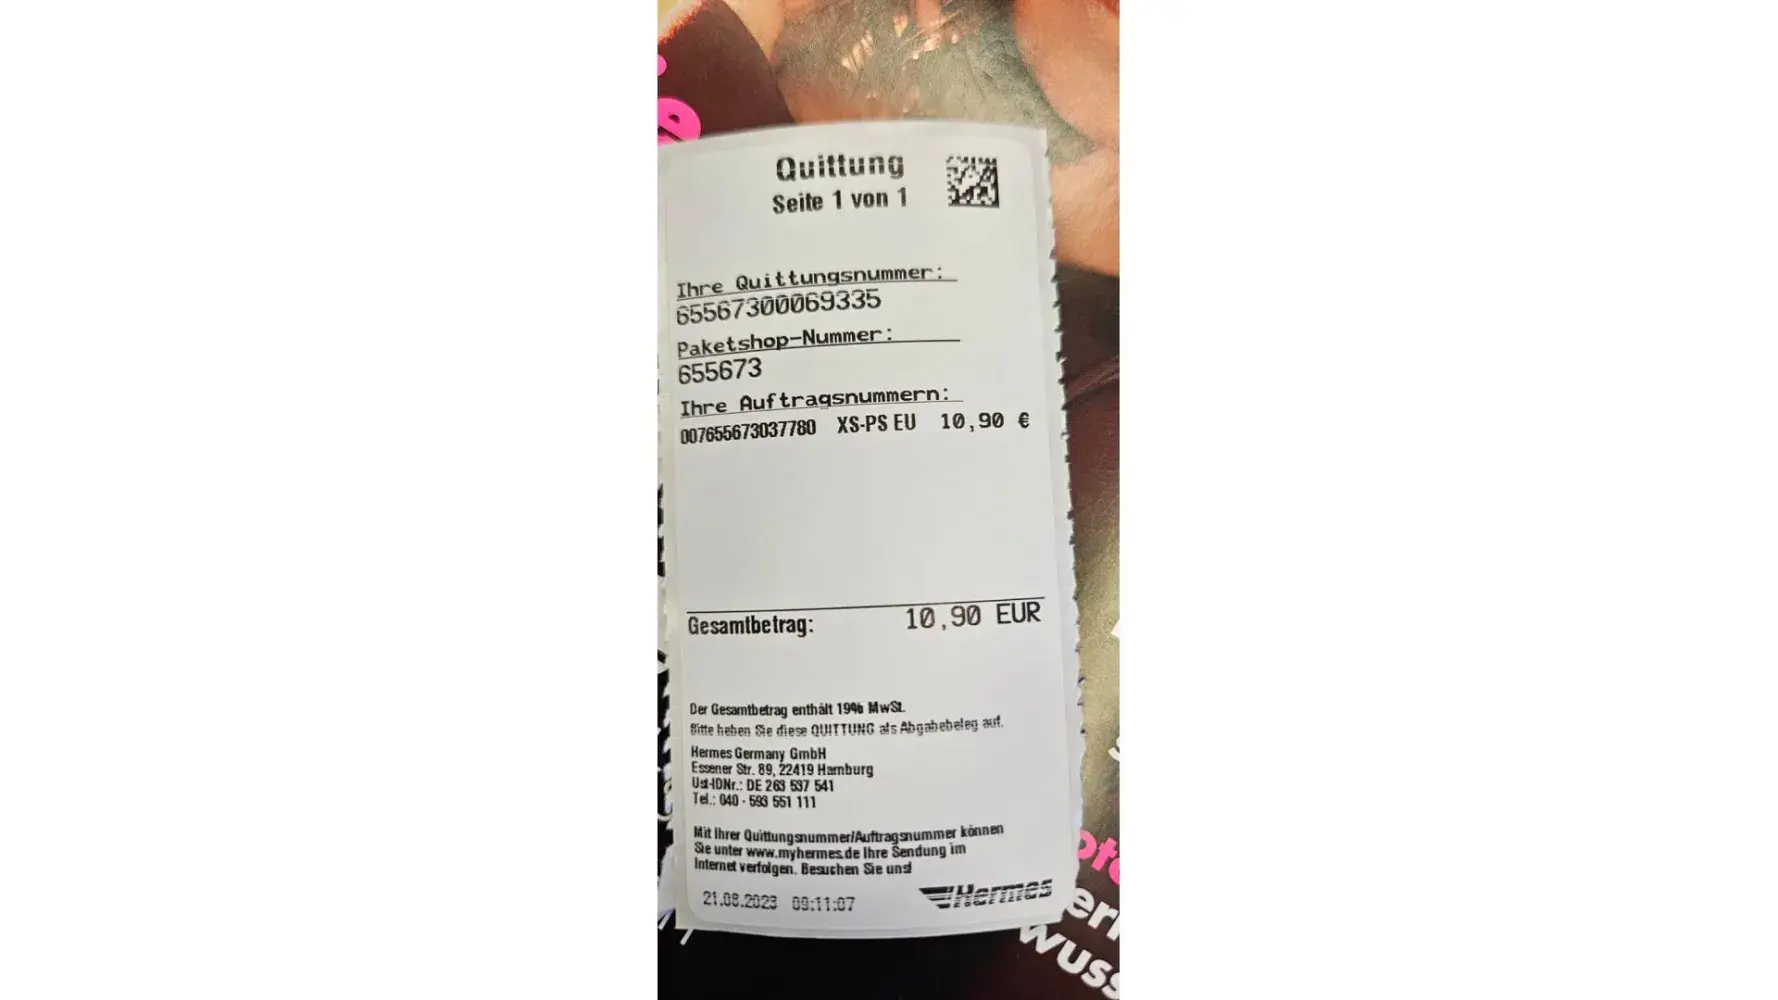 Quittung
Seite 1 von 1
Ihre Quittungsnummer:
65567300069335
Paketshop-Nummer:
655673
Ihre Auftragsnummern:
007655673037780 XS-PS EU 10,90 €
Gesamtbetrag: 10,90 EUR
Der Gesamtbetrag enthält 19% MwSt.
Bitte heben Sie diese QUITTUNG als Abgabebeleg auf.
Hermes Germany GmbH
Essener Str. 89, 22419 Hamburg
Ust-IDNr.: DE 263 537 541
Tel.: 040 - 593 551 111
Mit Ihrer Quittungsnummer/Auftragsnummer können
Sie unter www.myhermes.de Ihre Sendung im
Internet verfolgen. Besuchen Sie uns!
21.08.2023 09:11:07
Hermes
wuss